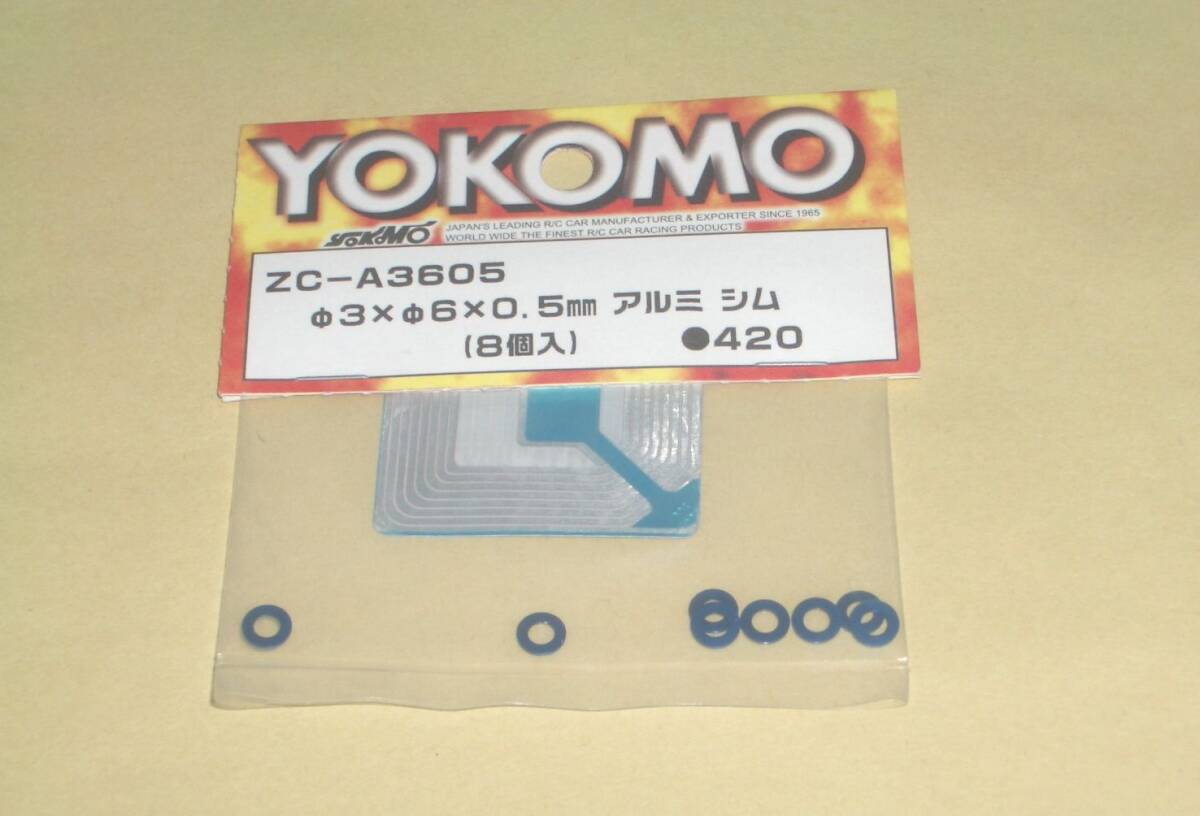 YOKOMO
YOKOMO JAPAN'S LEADING R/C CAR MANUFACTURER & EXPORTER SINCE 1965
WORLD WIDE THE FINEST R/C CAR RACING PRODUCTS
ZC-A3605
φ3×φ6×0.5㎜ アルミ シム
(8個入) ●420